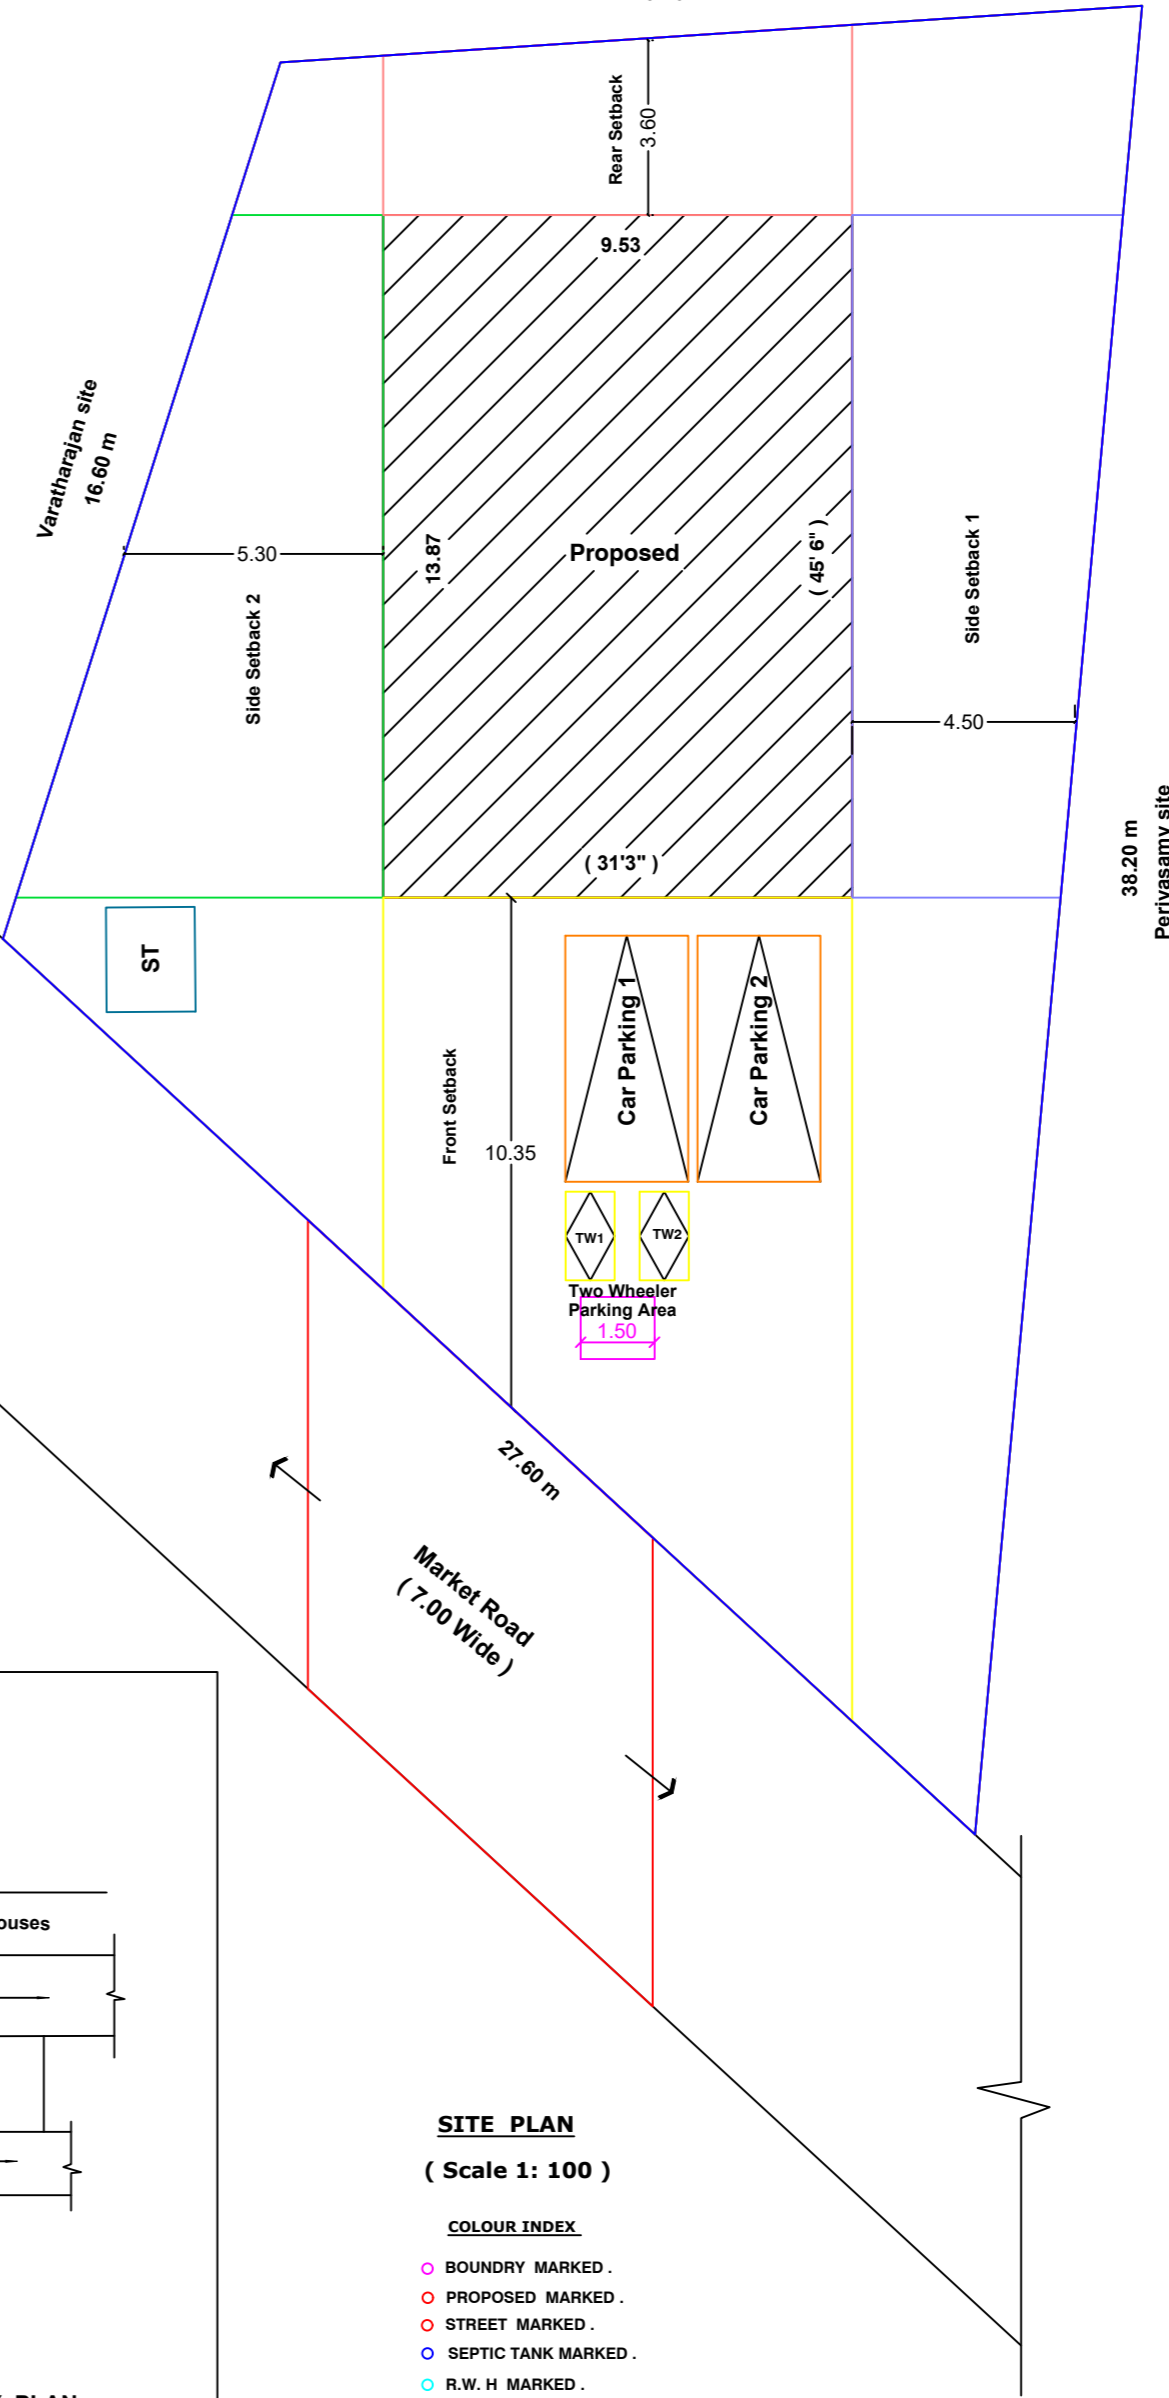 Rear Setback
3.60
9.53
Varatharajan site
16.60 m
5.30
Side Setback 2
13.87
Proposed
( 45' 6" )
Side Setback 1
4.50
38.20 m
Periyasamy site
( 31'3" )
ST
Front Setback
10.35
Car Parking 1
Car Parking 2
TW1
TW2
Two Wheeler
Parking Area
1.50
27.60 m
Market Road
( 7.00 Wide )
ouses
SITE PLAN
( Scale 1: 100 )
COLOUR INDEX
BOUNDRY MARKED .
PROPOSED MARKED .
STREET MARKED .
SEPTIC TANK MARKED .
R.W. H MARKED .
PLAN